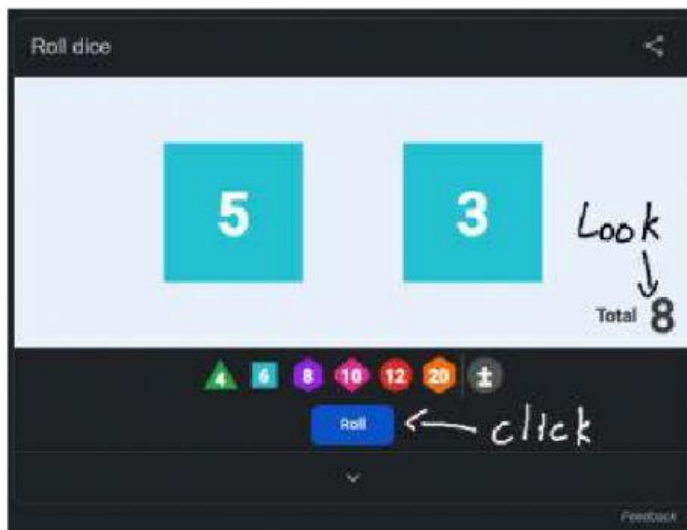 Roll dice
5 3
Look
Total 8
4 6 8 10 12 20 ±
Roll click
Feedback